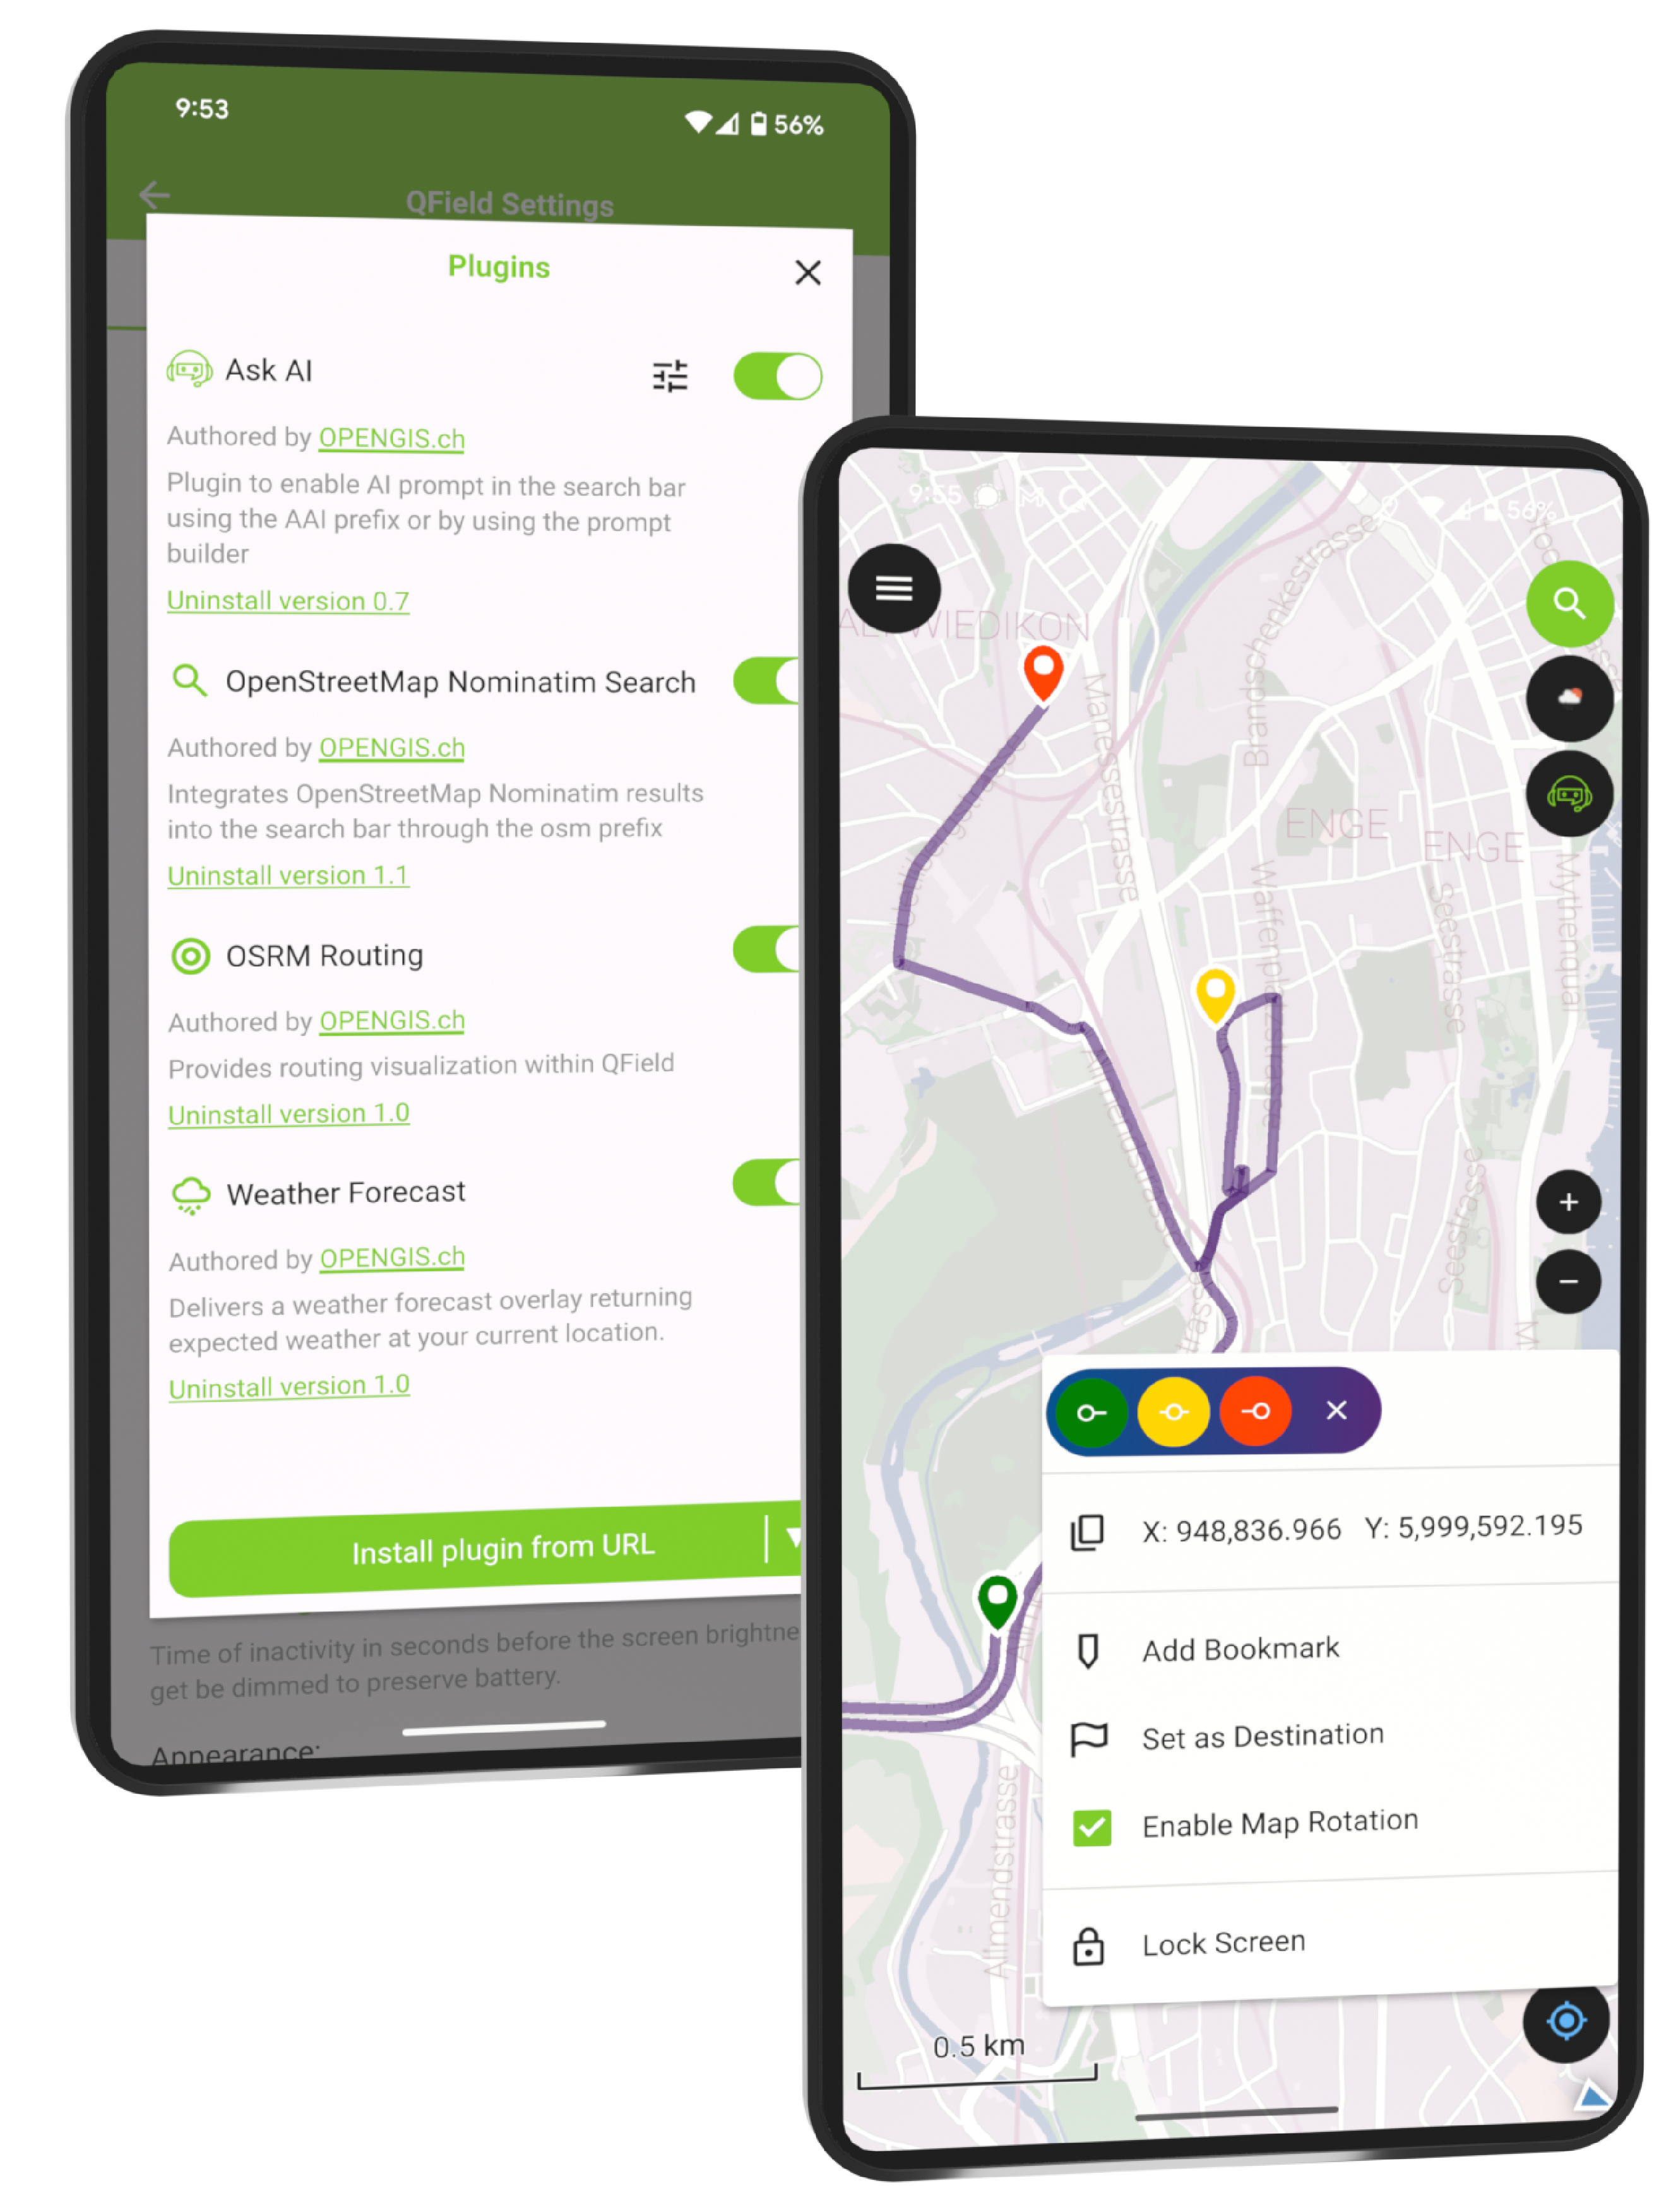 9:53
56%
QField Settings
Plugins
Ask AI
Authored by OPENGIS.ch
Plugin to enable AI prompt in the search bar
using the AAI prefix or by using the prompt
builder
Uninstall version 0.7
OpenStreetMap Nominatim Search
Authored by OPENGIS.ch
Integrates OpenStreetMap Nominatim results
into the search bar through the osm prefix
Uninstall version 1.1
OSRM Routing
Authored by OPENGIS.ch
Provides routing visualization within QField
Uninstall version 1.0
Weather Forecast
Authored by OPENGIS.ch
Delivers a weather forecast overlay returning
expected weather at your current location.
Uninstall version 1.0
Install plugin from URL
Time of inactivity in seconds before the screen brightne
get be dimmed to preserve battery.
Appearance:
9:55
56%
WIEDIKON
Brandschenkestrasse
Manessestrasse
ENGE
ENGE
Mythenquai
Seestrasse
Waffenplatzstrasse
Allmendstrasse
Seestrasse
trasse
X: 948,836.966 Y: 5,999,592.195
Add Bookmark
Set as Destination
Enable Map Rotation
Lock Screen
Allmendstrasse
0.5 km